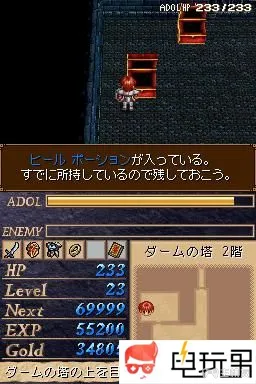 ADOL HP 233/233
ヒール ポーションが入っている。
すでに所持しているので残しておこう。
ADOL
ENEMY
ダームの塔 2階
HP 233
Level 23
Next 69999
EXP 55200
Gold 3480
ダームの塔の上を目
电玩男